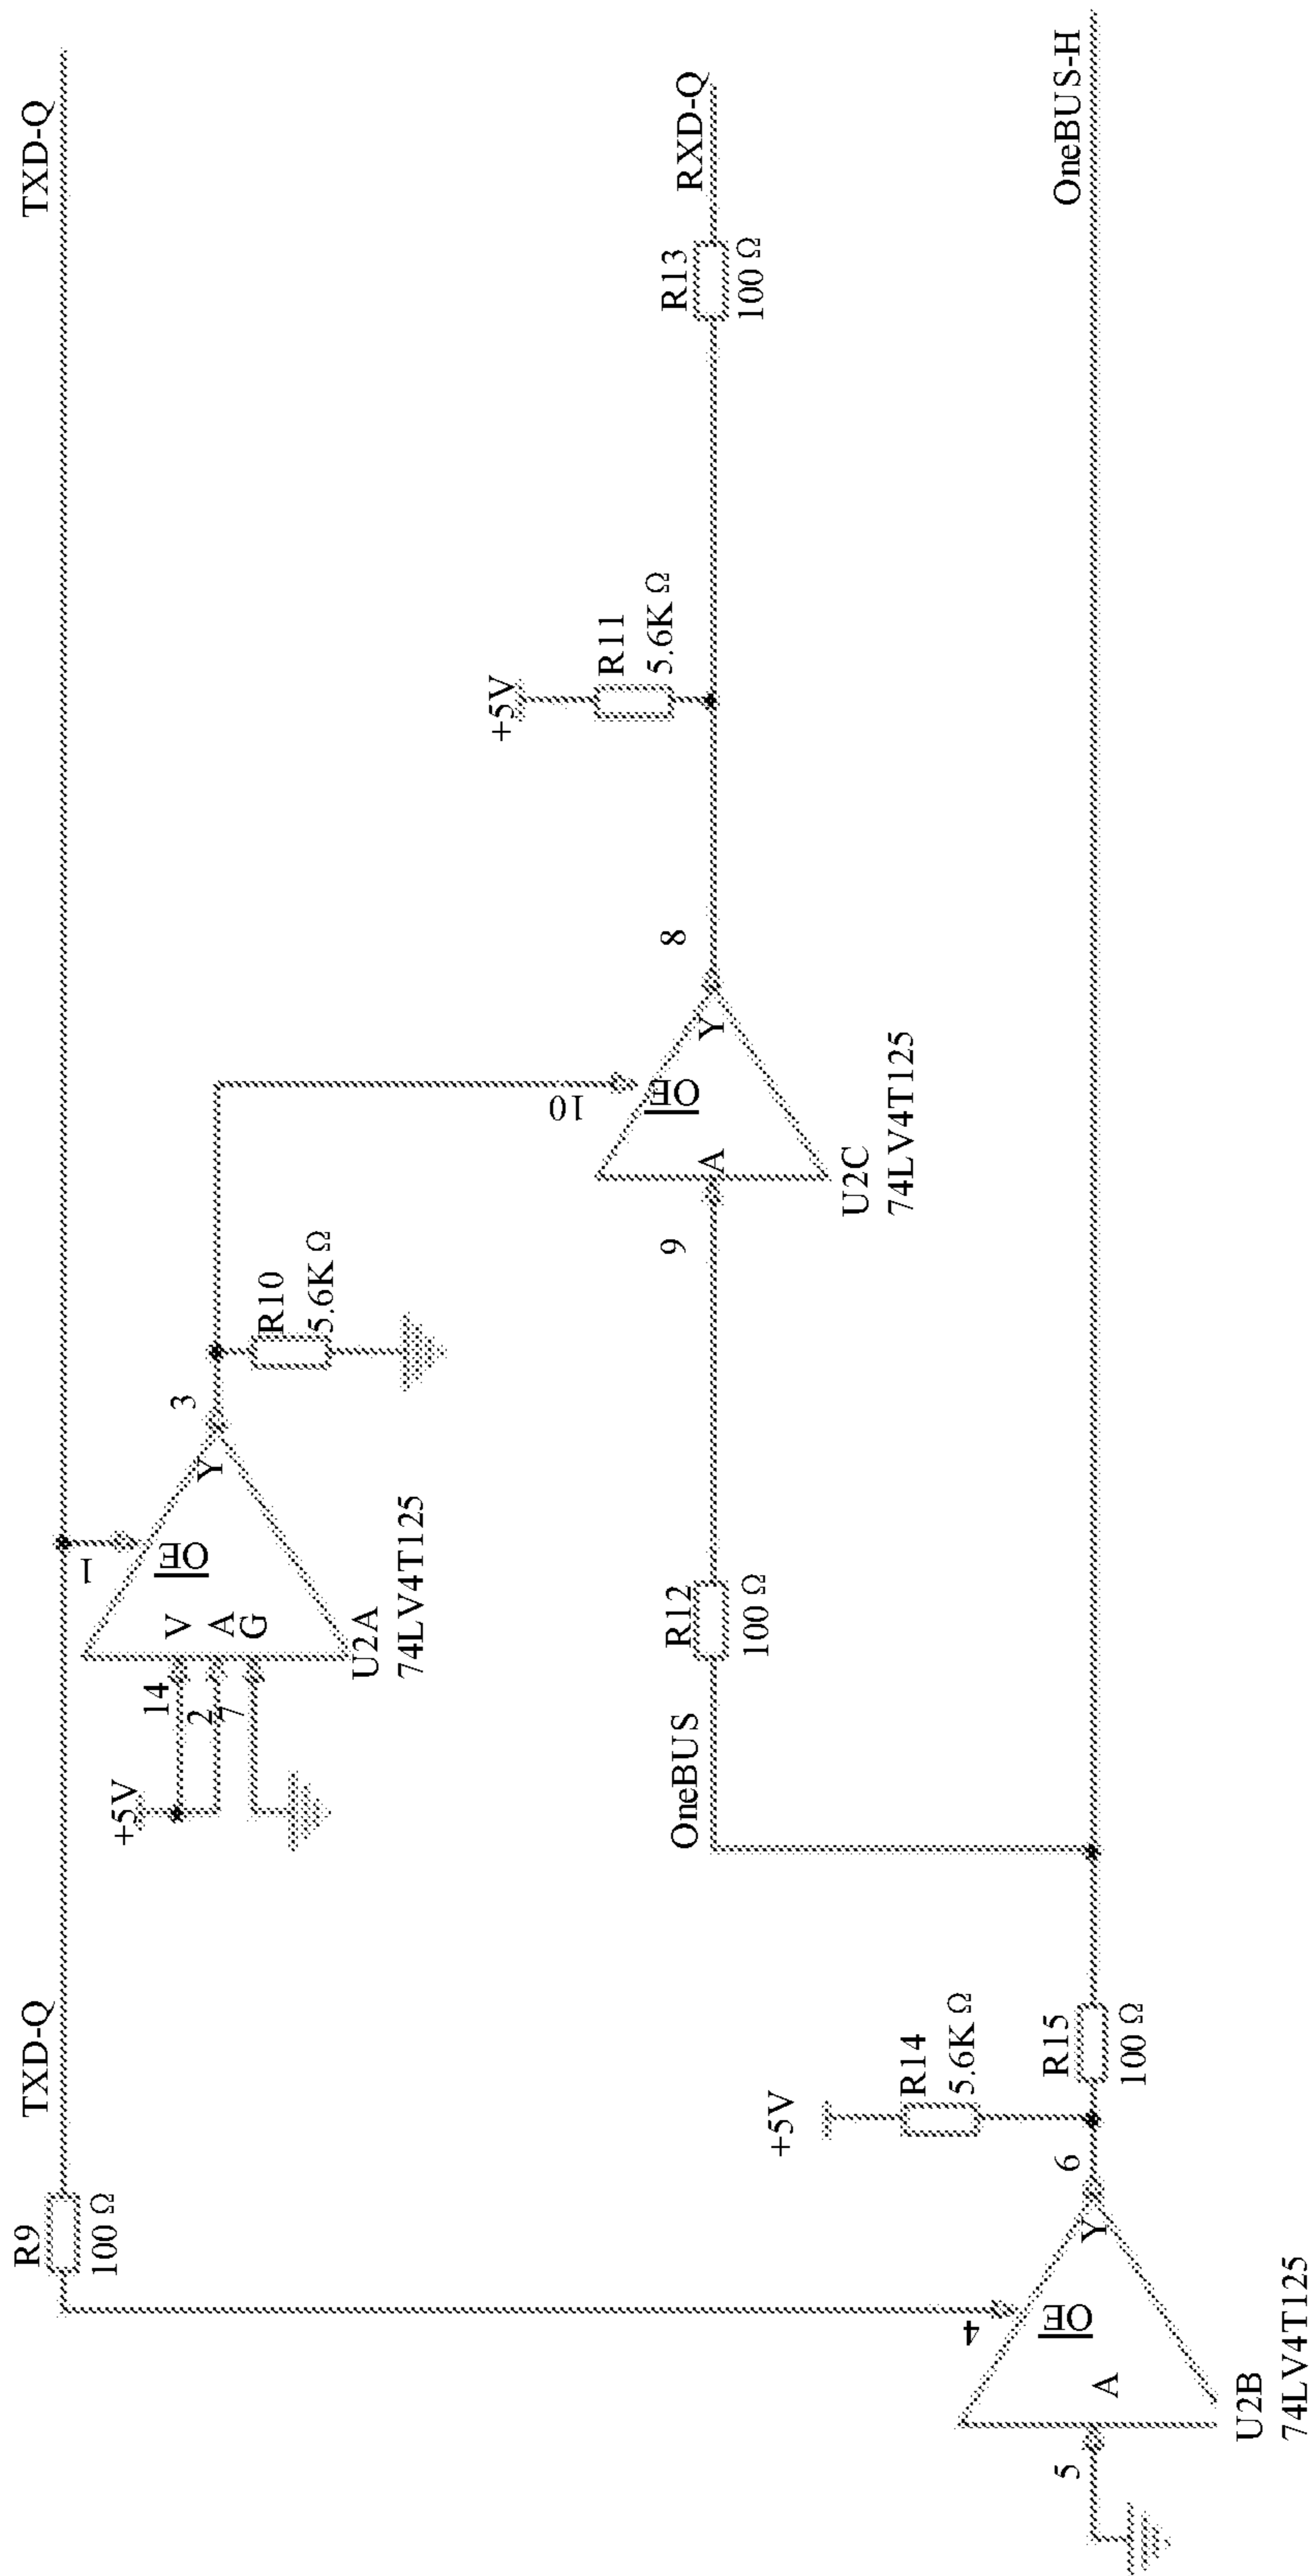 TXD-Q
TXD-Q
R9
100 Ω
+5V
14
2
7
V
A
G
1
OE
Y
3
U2A
74LV4T125
R10
5.6K Ω
+5V
R11
5.6K Ω
10
OneBUS
R12
100 Ω
9
A
OE
Y
8
R13
100 Ω
RXD-Q
U2C
74LV4T125
+5V
R14
5.6K Ω
4
5
A
OE
Y
6
R15
100 Ω
OneBUS-H
U2B
74LV4T125